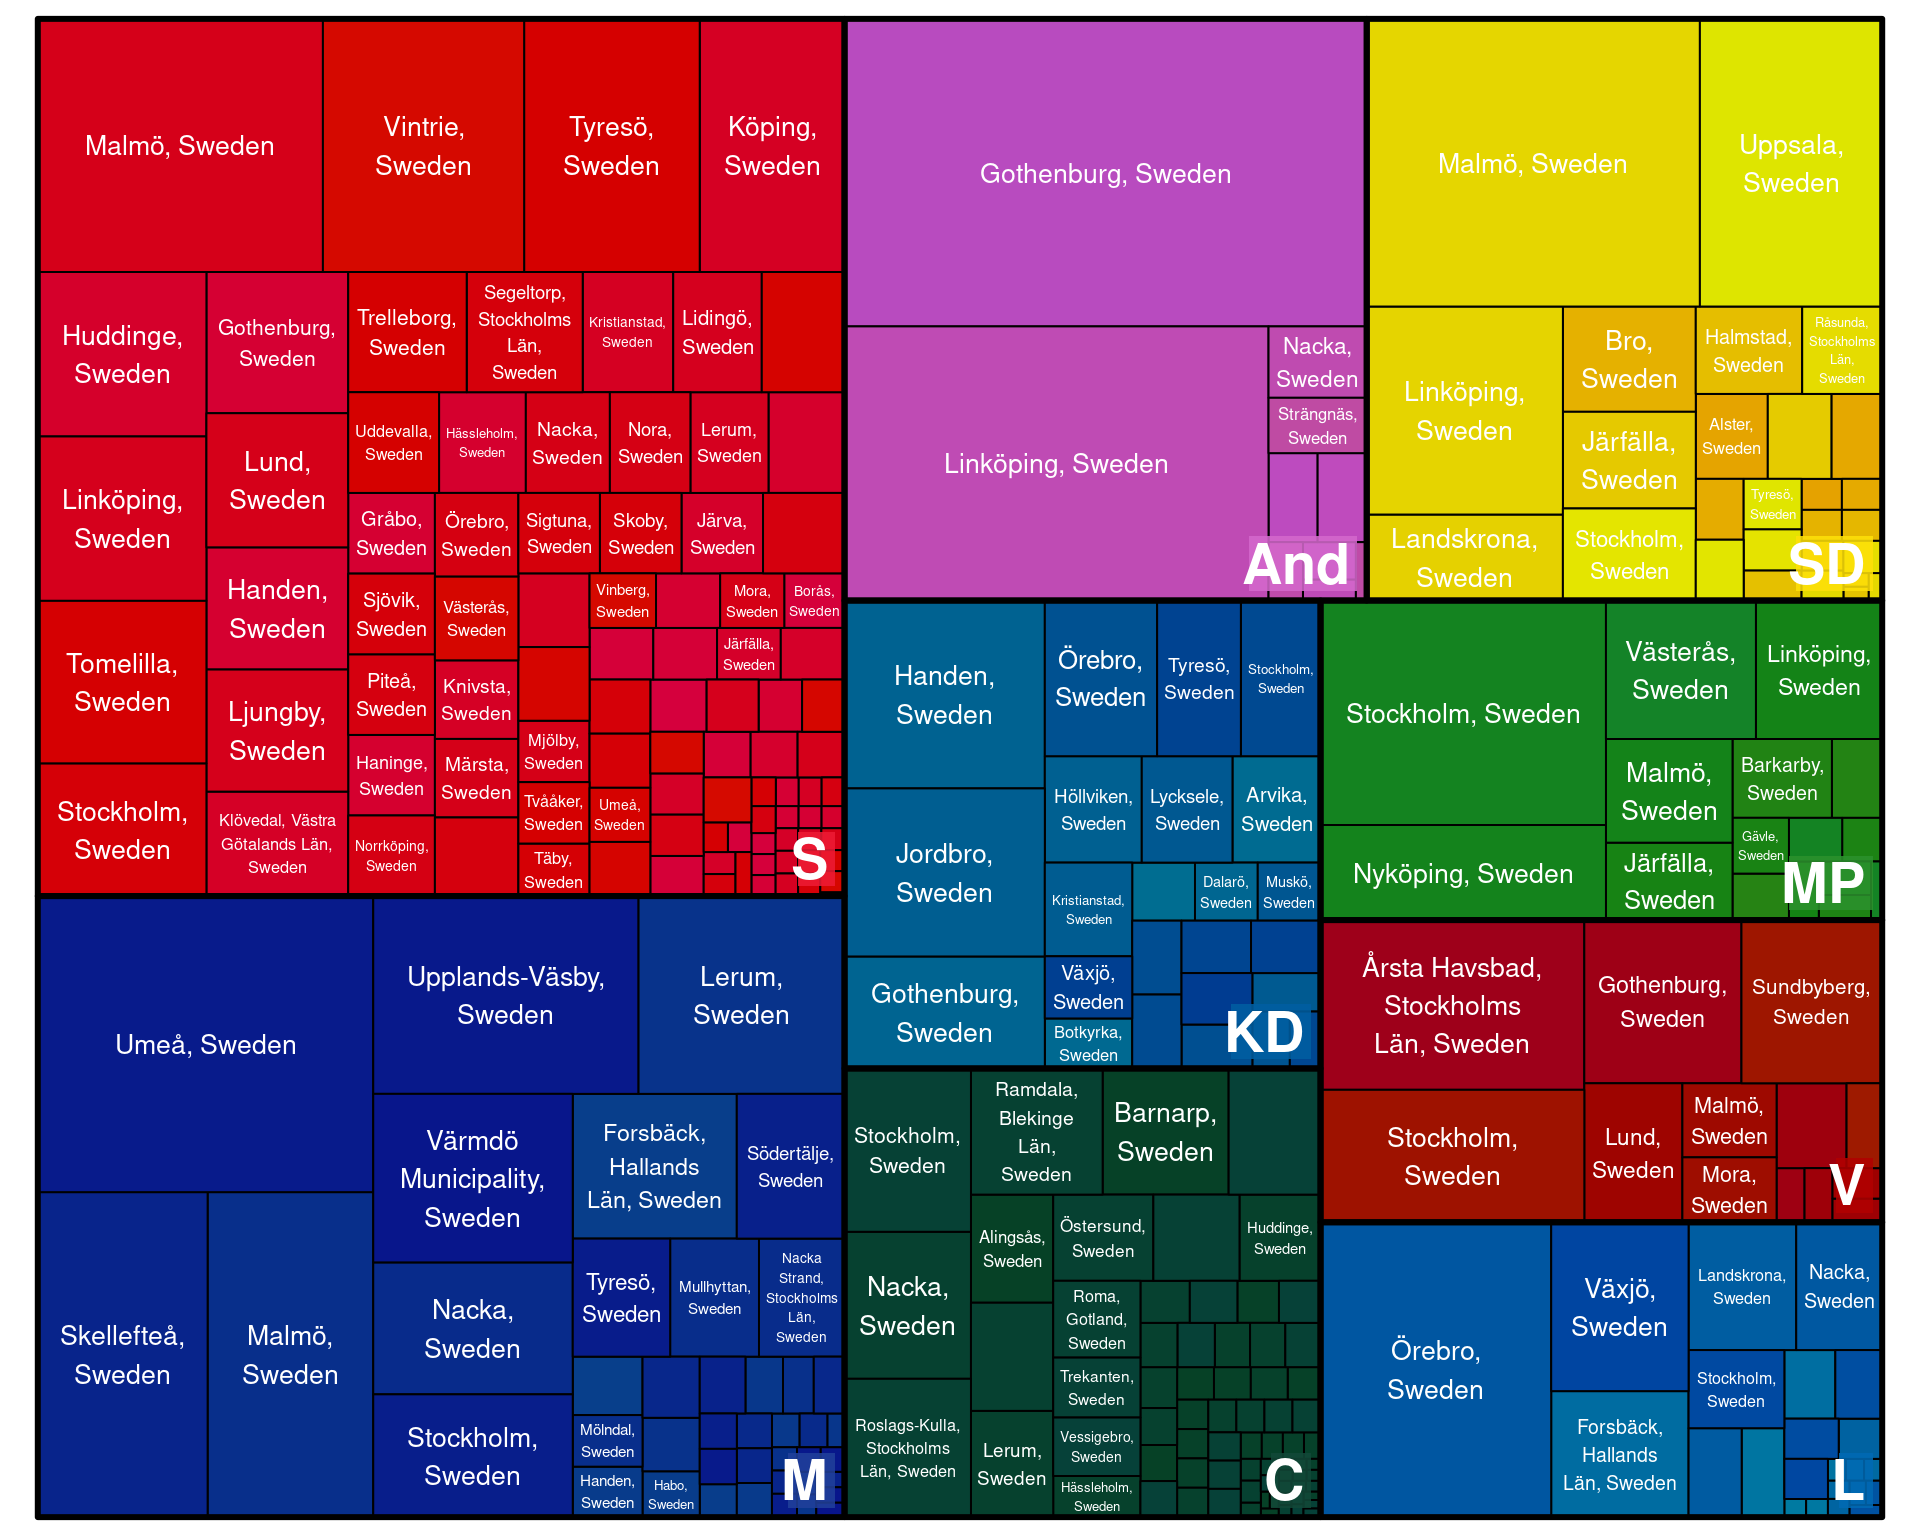 Malmö, Sweden
Vintrie,
Sweden
Tyresö,
Sweden
Köping,
Sweden
Huddinge,
Sweden
Gothenburg,
Sweden
Trelleborg,
Sweden
Segeltorp,
Stockholms
Län,
Sweden
Kristianstad,
Sweden
Lidingö,
Sweden
Linköping,
Sweden
Lund,
Sweden
Uddevalla,
Sweden
Hässleholm,
Sweden
Nacka,
Sweden
Nora,
Sweden
Lerum,
Sweden
Gråbo,
Sweden
Örebro,
Sweden
Sigtuna,
Sweden
Skoby,
Sweden
Järva,
Sweden
Tomelilla,
Sweden
Handen,
Sweden
Sjövik,
Sweden
Västerås,
Sweden
Vinberg,
Sweden
Mora,
Sweden
Borås,
Sweden
Järfälla,
Sweden
Ljungby,
Sweden
Piteå,
Sweden
Knivsta,
Sweden
Mjölby,
Sweden
Stockholm,
Sweden
Klövedal, Västra
Götalands Län,
Sweden
Haninge,
Sweden
Märsta,
Sweden
Tvååker,
Sweden
Umeå,
Sweden
Norrköping,
Sweden
Täby,
Sweden
S
Gothenburg, Sweden
Linköping, Sweden
Nacka,
Sweden
Strängnäs,
Sweden
And
Malmö, Sweden
Uppsala,
Sweden
Linköping,
Sweden
Bro,
Sweden
Halmstad,
Sweden
Råsunda,
Stockholms
Län,
Sweden
Järfälla,
Sweden
Alster,
Sweden
Landskrona,
Sweden
Stockholm,
Sweden
Tyresö,
Sweden
SD
Handen,
Sweden
Örebro,
Sweden
Tyresö,
Sweden
Stockholm,
Sweden
Jordbro,
Sweden
Höllviken,
Sweden
Lycksele,
Sweden
Arvika,
Sweden
Kristianstad,
Sweden
Dalarö,
Sweden
Muskö,
Sweden
Gothenburg,
Sweden
Växjö,
Sweden
Botkyrka,
Sweden
KD
Stockholm, Sweden
Västerås,
Sweden
Linköping,
Sweden
Malmö,
Sweden
Barkarby,
Sweden
Nyköping, Sweden
Järfälla,
Sweden
Gävle,
Sweden
MP
Umeå, Sweden
Upplands-Väsby,
Sweden
Lerum,
Sweden
Värmdö
Municipality,
Sweden
Forsbäck,
Hallands
Län, Sweden
Södertälje,
Sweden
Skellefteå,
Sweden
Malmö,
Sweden
Nacka,
Sweden
Tyresö,
Sweden
Mullhyttan,
Sweden
Nacka
Strand,
Stockholms
Län,
Sweden
Stockholm,
Sweden
Mölndal,
Sweden
Handen,
Sweden
Habo,
Sweden
M
Stockholm,
Sweden
Ramdala,
Blekinge
Län,
Sweden
Barnarp,
Sweden
Nacka,
Sweden
Alingsås,
Sweden
Östersund,
Sweden
Huddinge,
Sweden
Roma,
Gotland,
Sweden
Roslags-Kulla,
Stockholms
Län, Sweden
Lerum,
Sweden
Trekanten,
Sweden
Vessigebro,
Sweden
Hässleholm,
Sweden
C
Årsta Havsbad,
Stockholms
Län, Sweden
Gothenburg,
Sweden
Sundbyberg,
Sweden
Stockholm,
Sweden
Lund,
Sweden
Malmö,
Sweden
Mora,
Sweden
V
Örebro,
Sweden
Växjö,
Sweden
Landskrona,
Sweden
Nacka,
Sweden
Forsbäck,
Hallands
Län, Sweden
Stockholm,
Sweden
L